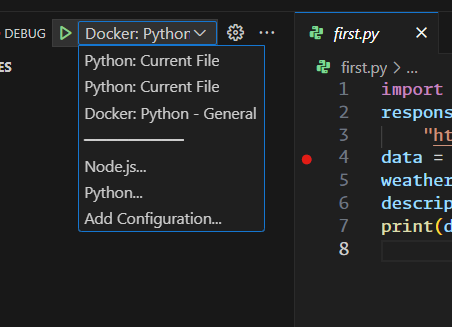 DEBUG
Docker: Python
first.py
Python: Current File
Python: Current File
Docker: Python - General
Node.js...
Python...
Add Configuration...
first.py > ...
1 import
2 respons
3 "ht
4 data =
5 weather
6 descrip
7 print(d
8